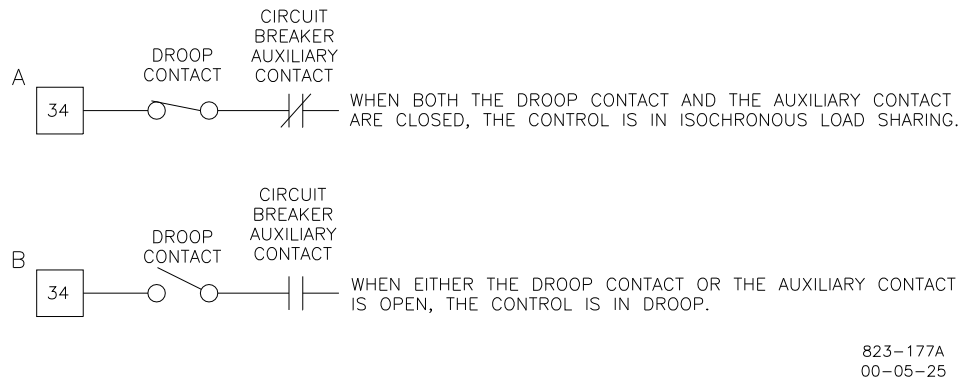 CIRCUIT
BREAKER
AUXILIARY
CONTACT
DROOP
CONTACT
A
34
WHEN BOTH THE DROOP CONTACT AND THE AUXILIARY CONTACT
ARE CLOSED, THE CONTROL IS IN ISOCHRONOUS LOAD SHARING.
CIRCUIT
BREAKER
AUXILIARY
CONTACT
DROOP
CONTACT
B
34
WHEN EITHER THE DROOP CONTACT OR THE AUXILIARY CONTACT
IS OPEN, THE CONTROL IS IN DROOP.
823-177A
00-05-25